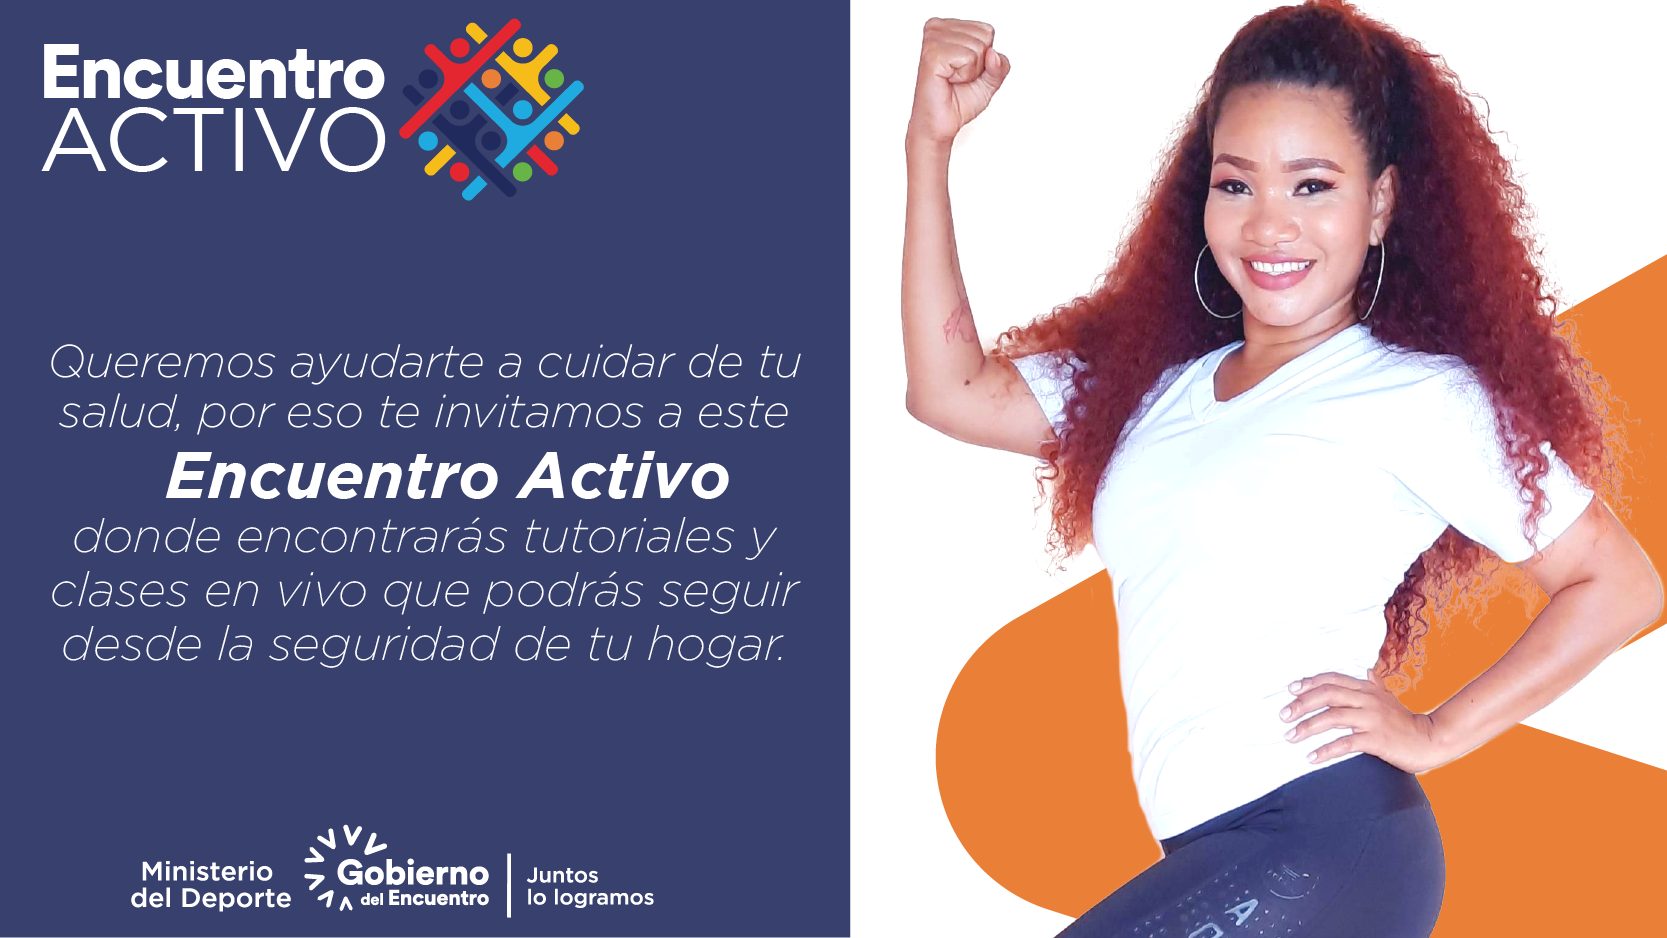 Encuentro
ACTIVO
Queremos ayudarte a cuidar de tu
salud, por eso te invitamos a este
Encuentro Activo
donde encontrarás tutoriales y
clases en vivo que podrás seguir
desde la seguridad de tu hogar.
Ministerio
del Deporte
Gobierno
del Encuentro
Juntos
lo logramos